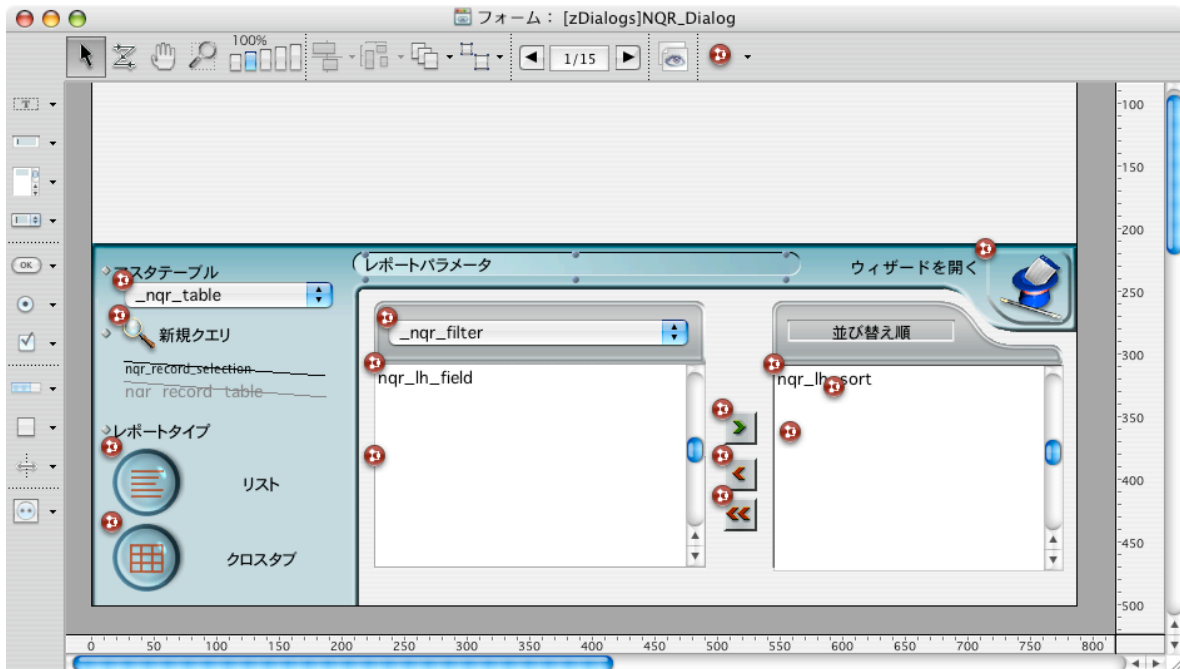 フォーム： [zDialogs]NQR_Dialog
100%
1/15
T
OK
100
150
200
250
300
350
400
450
500
マスタテーブル
_nqr_table
新規クエリ
nqr_record_selection
nqr_record_table
レポートタイプ
リスト
クロスタブ
レポートパラメータ
ウィザードを開く
_nqr_filter
並び替え順
nqr_lh_field
nqr_lh_sort
0 50 100 150 200 250 300 350 400 450 500 550 600 650 700 750 800